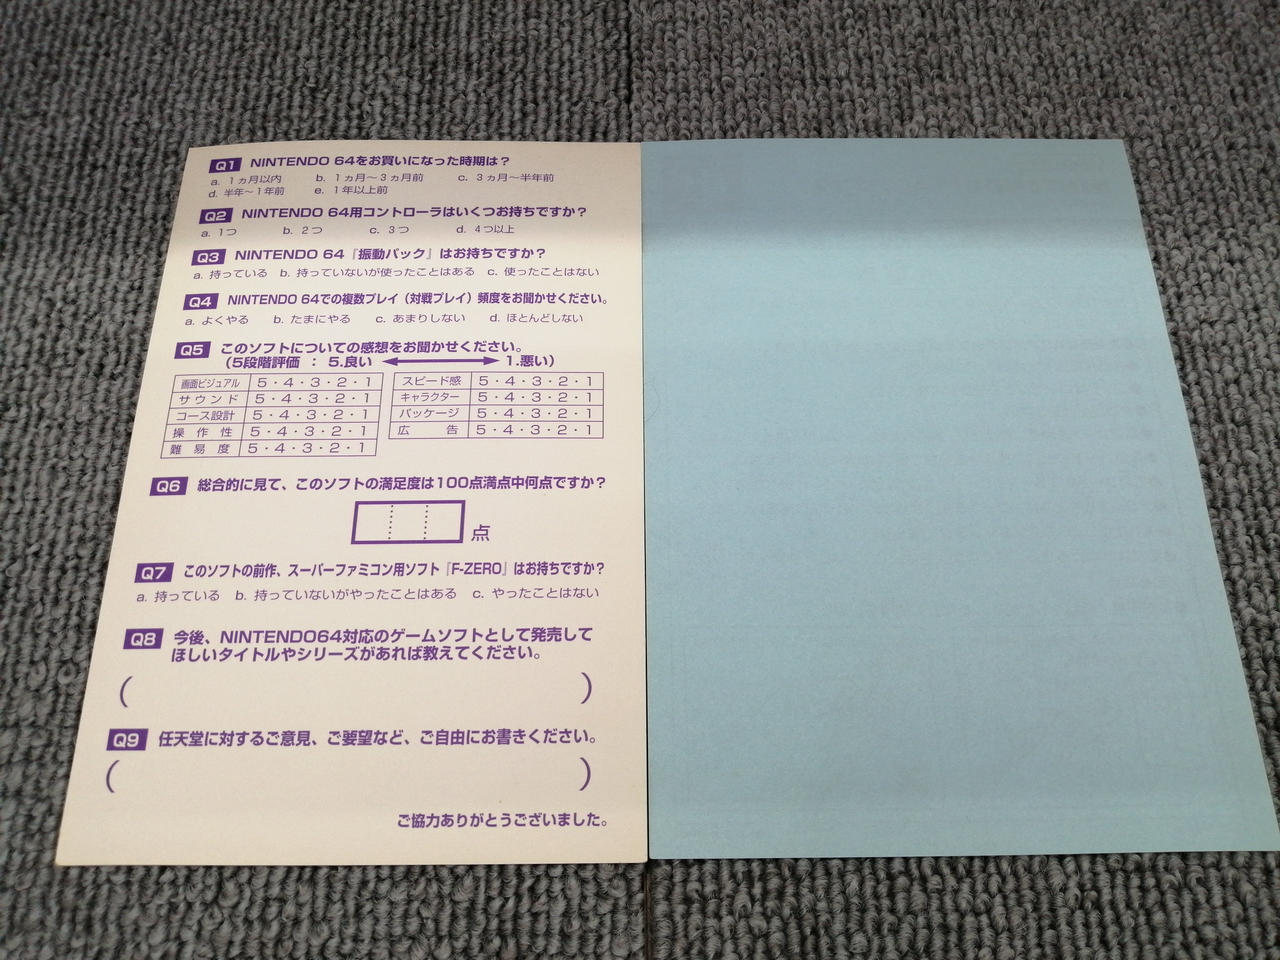 Q1 NINTENDO 64をお買いになった時期は？
a. 1ヵ月以内 b. 1ヵ月〜3ヵ月前 c. 3ヵ月〜半年前
d. 半年〜1年前 e. 1年以上前
Q2 NINTENDO 64用コントローラはいくつお持ちですか？
a. 1つ b. 2つ c. 3つ d. 4つ以上
Q3 NINTENDO 64『振動パック』はお持ちですか？
a. 持っている b. 持っていないが使ったことはある c. 使ったことはない
Q4 NINTENDO 64での複数プレイ（対戦プレイ）頻度をお聞かせください。
a. よくやる b. たまにやる c. あまりしない d. ほとんどしない
Q5 このソフトについての感想をお聞かせください。
（5段階評価 ： 5.良い 1.悪い）
画面ビジュアル 5・4・3・2・1
サウンド 5・4・3・2・1
コース設計 5・4・3・2・1
操作性 5・4・3・2・1
難易度 5・4・3・2・1
スピード感 5・4・3・2・1
キャラクター 5・4・3・2・1
パッケージ 5・4・3・2・1
広告 5・4・3・2・1
Q6 総合的に見て、このソフトの満足度は100点満点中何点ですか？
点
Q7 このソフトの前作、スーパーファミコン用ソフト『F-ZERO』はお持ちですか？
a. 持っている b. 持っていないがやったことはある c. やったことはない
Q8 今後、NINTENDO64対応のゲームソフトとして発売して
ほしいタイトルやシリーズがあれば教えてください。
（ ）
Q9 任天堂に対するご意見、ご要望など、ご自由にお書きください。
（ ）
ご協力ありがとうございました。